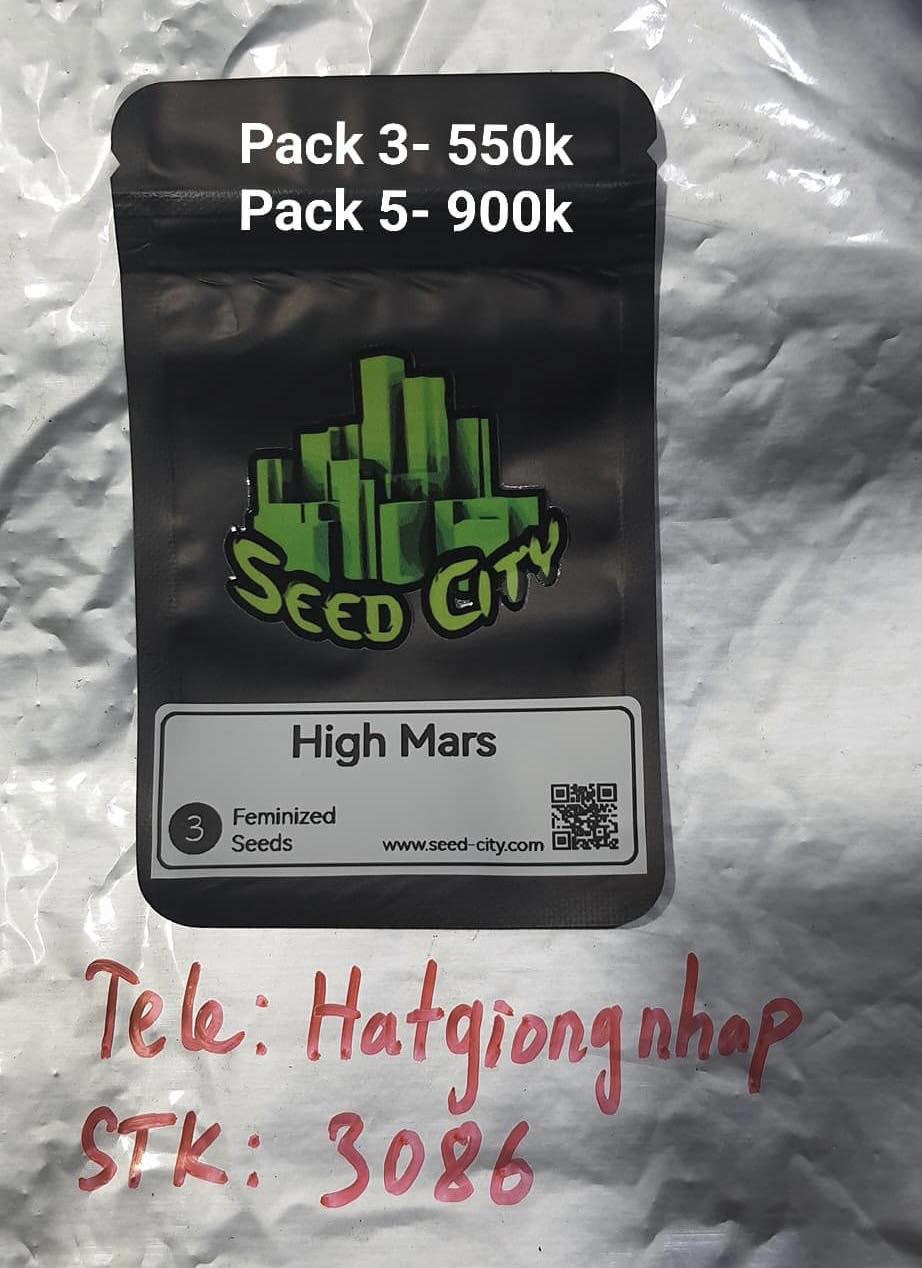 Pack 3- 550k
Pack 5- 900k
SEED CITY
High Mars
3 Feminized
Seeds
www.seed-city.com
Tele: Hatgiongnhap
STK: 3086